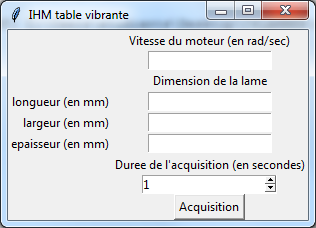 IHM table vibrante
Vitesse du moteur (en rad/sec)
Dimension de la lame
longueur (en mm)
largeur (en mm)
epaisseur (en mm)
Duree de l'acquisition (en secondes)
1
Acquisition